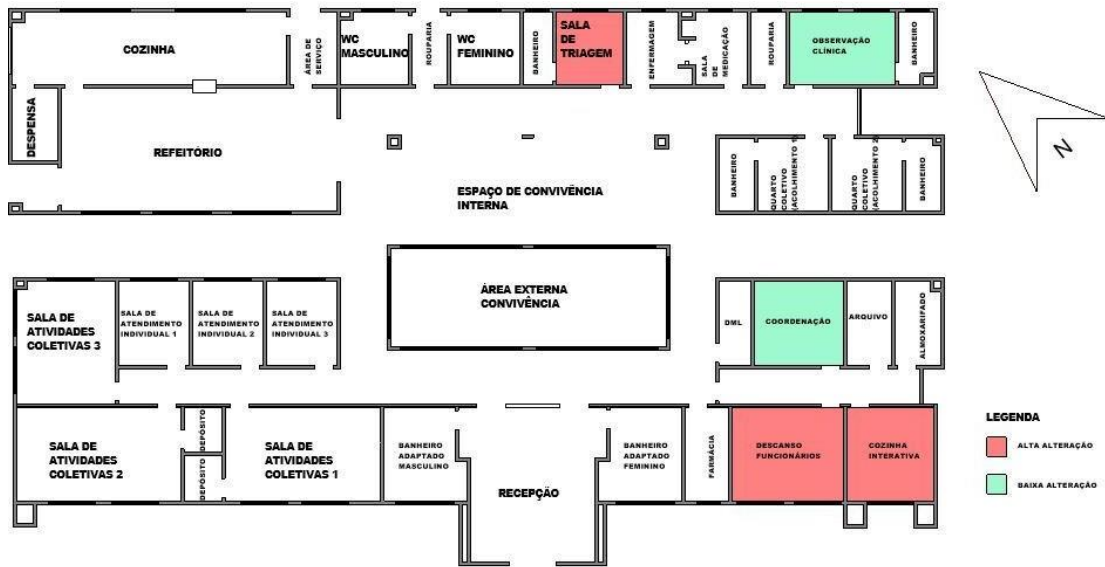 COZINHA
ÁREA DE
SERVIÇO
WC
MASCULINO
ROUPARIA
WC
FEMININO
BANHEIRO
SALA
DE
TRIAGEM
ENFERMAGEM
SALA
DE
MEDICAÇÃO
ROUPARIA
OBSERVAÇÃO
CLÍNICA
BANHEIRO
DESPENSA
REFEITÓRIO
ESPAÇO DE CONVIVÊNCIA
INTERNA
BANHEIRO
QUARTO
COLETIVO
(ACOLHIMENTO 1)
QUARTO
COLETIVO
(ACOLHIMENTO 2)
BANHEIRO
N
SALA DE
ATIVIDADES
COLETIVAS 3
SALA DE
ATENDIMENTO
INDIVIDUAL 1
SALA DE
ATENDIMENTO
INDIVIDUAL 2
SALA DE
ATENDIMENTO
INDIVIDUAL 3
ÁREA EXTERNA
CONVIVÊNCIA
DML
COORDENAÇÃO
ARQUIVO
ALMOXARIFADO
SALA DE
ATIVIDADES
COLETIVAS 2
DEPÓSITO
DEPÓSITO
SALA DE
ATIVIDADES
COLETIVAS 1
BANHEIRO
ADAPTADO
MASCULINO
RECEPÇÃO
BANHEIRO
ADAPTADO
FEMININO
FARMÁCIA
DESCANSO
FUNCIONÁRIOS
COZINHA
INTERATIVA
LEGENDA
ALTA ALTERAÇÃO
BAIXA ALTERAÇÃO